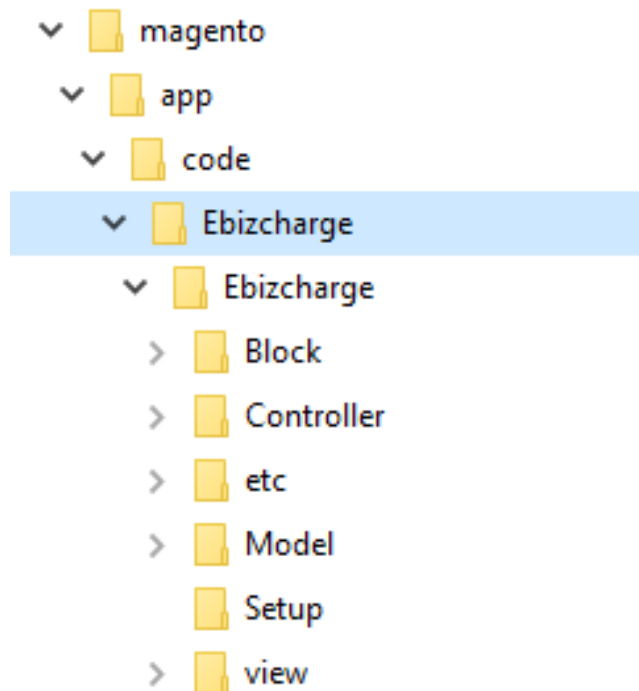 magento
app
code
Ebizcharge
Ebizcharge
Block
Controller
etc
Model
Setup
view